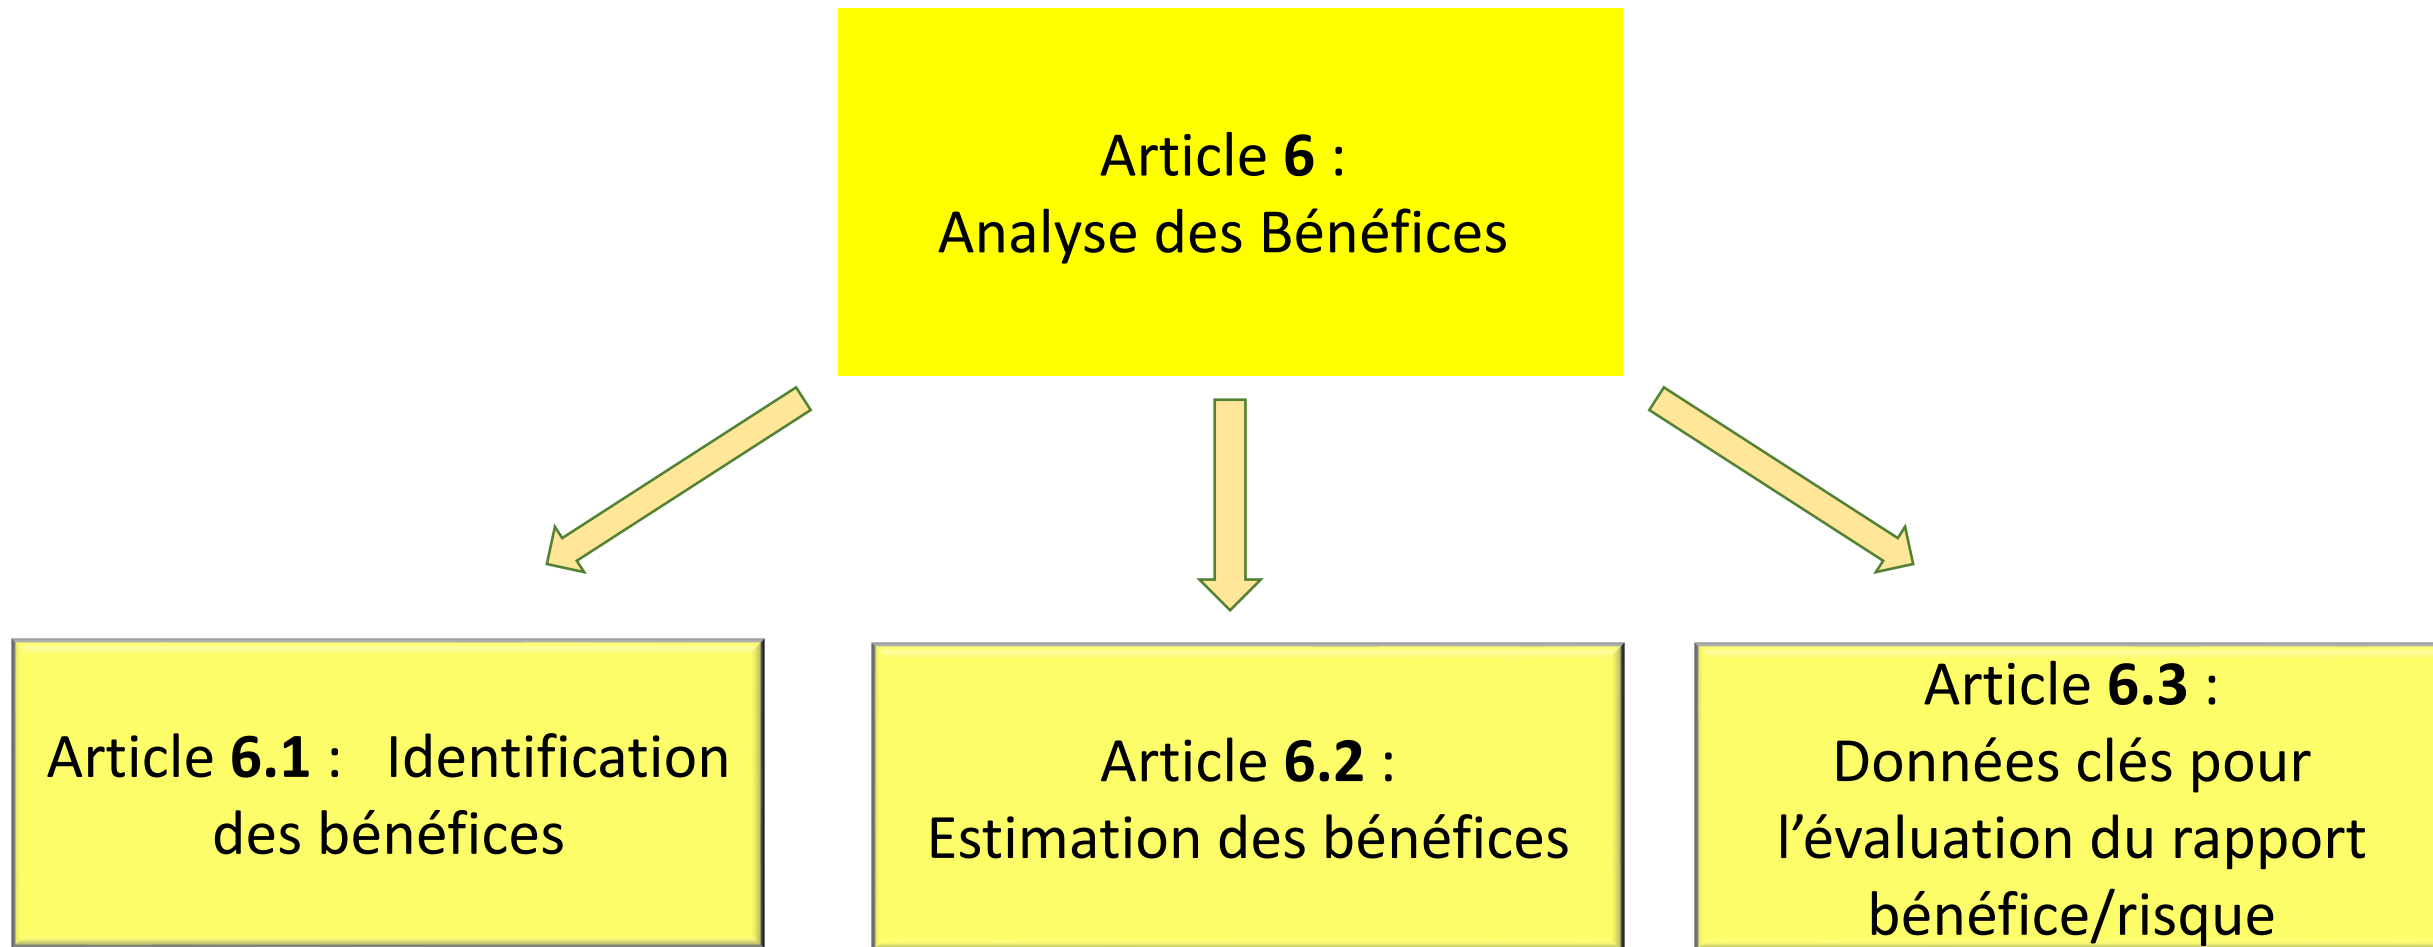 Article 6 :
Analyse des Bénéfices
Article 6.1 : Identification
des bénéfices
Article 6.2 :
Estimation des bénéfices
Article 6.3 :
Données clés pour
l’évaluation du rapport
bénéfice/risque